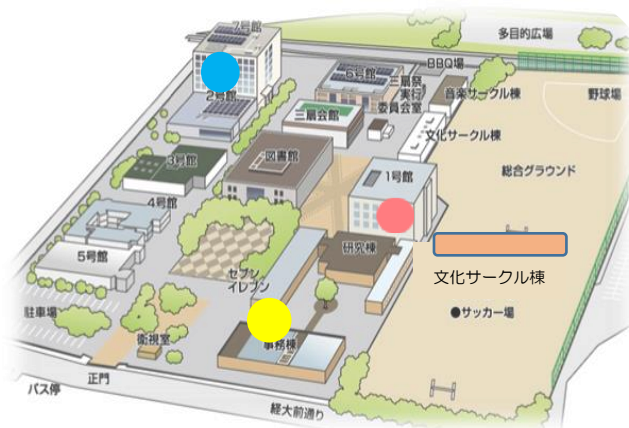 7号館
多目的広場
BBQ場
6号館
三扇祭
実行
委員会室
音楽サークル棟
野球場
2号館
三扇会館
文化サークル棟
3号館
図書館
1号館
総合グラウンド
4号館
研究棟
5号館
セブン
イレブン
文化サークル棟
駐車場
衛視室
事務棟
●サッカー場
正門
バス停
経大前通り